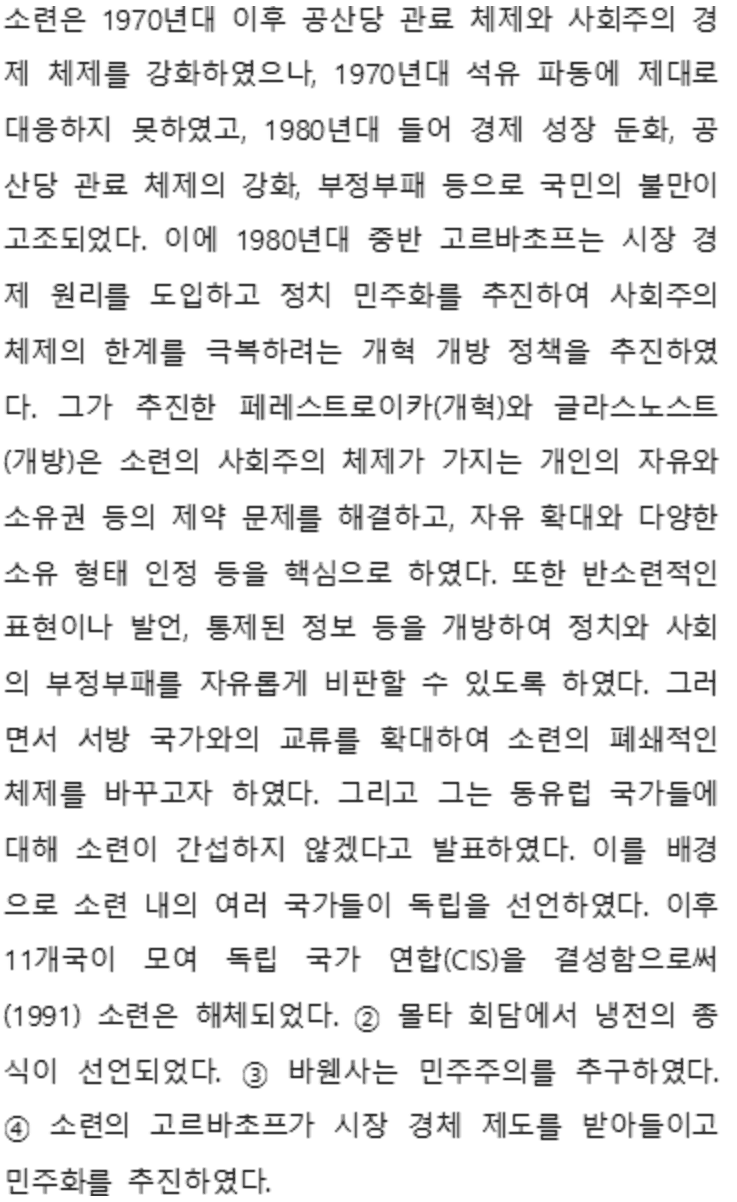 소련은 1970년대 이후 공산당 관료 체제와 사회주의 경
제 체제를 강화하였으나, 1970년대 석유 파동에 제대로
대응하지 못하였고, 1980년대 들어 경제 성장 둔화, 공
산당 관료 체제의 강화, 부정부패 등으로 국민의 불만이
고조되었다. 이에 1980년대 중반 고르바초프는 시장 경
제 원리를 도입하고 정치 민주화를 추진하여 사회주의
체제의 한계를 극복하려는 개혁 개방 정책을 추진하였
다. 그가 추진한 페레스트로이카(개혁)와 글라스노스트
(개방)은 소련의 사회주의 체제가 가지는 개인의 자유와
소유권 등의 제약 문제를 해결하고, 자유 확대와 다양한
소유 형태 인정 등을 핵심으로 하였다. 또한 반소련적인
표현이나 발언, 통제된 정보 등을 개방하여 정치와 사회
의 부정부패를 자유롭게 비판할 수 있도록 하였다. 그러
면서 서방 국가와의 교류를 확대하여 소련의 폐쇄적인
체제를 바꾸고자 하였다. 그리고 그는 동유럽 국가들에
대해 소련이 간섭하지 않겠다고 발표하였다. 이를 배경
으로 소련 내의 여러 국가들이 독립을 선언하였다. 이후
11개국이 모여 독립 국가 연합(CIS)을 결성함으로써
(1991) 소련은 해체되었다. ② 몰타 회담에서 냉전의 종
식이 선언되었다. ③ 바웬사는 민주주의를 추구하였다.
④ 소련의 고르바초프가 시장 경체 제도를 받아들이고
민주화를 추진하였다.